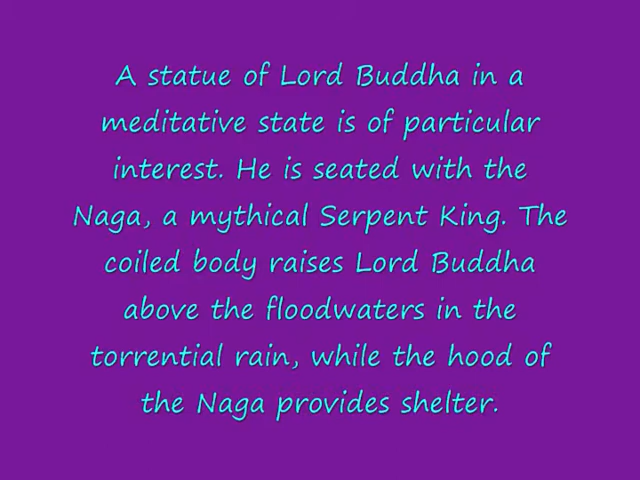 A statue of Lord Buddha in a
meditative state is of particular
interest. He is seated with the
Naga, a mythical Serpent King. The
coiled body raises Lord Buddha
above the floodwaters in the
torrential rain, while the hood of
the Naga provides shelter.